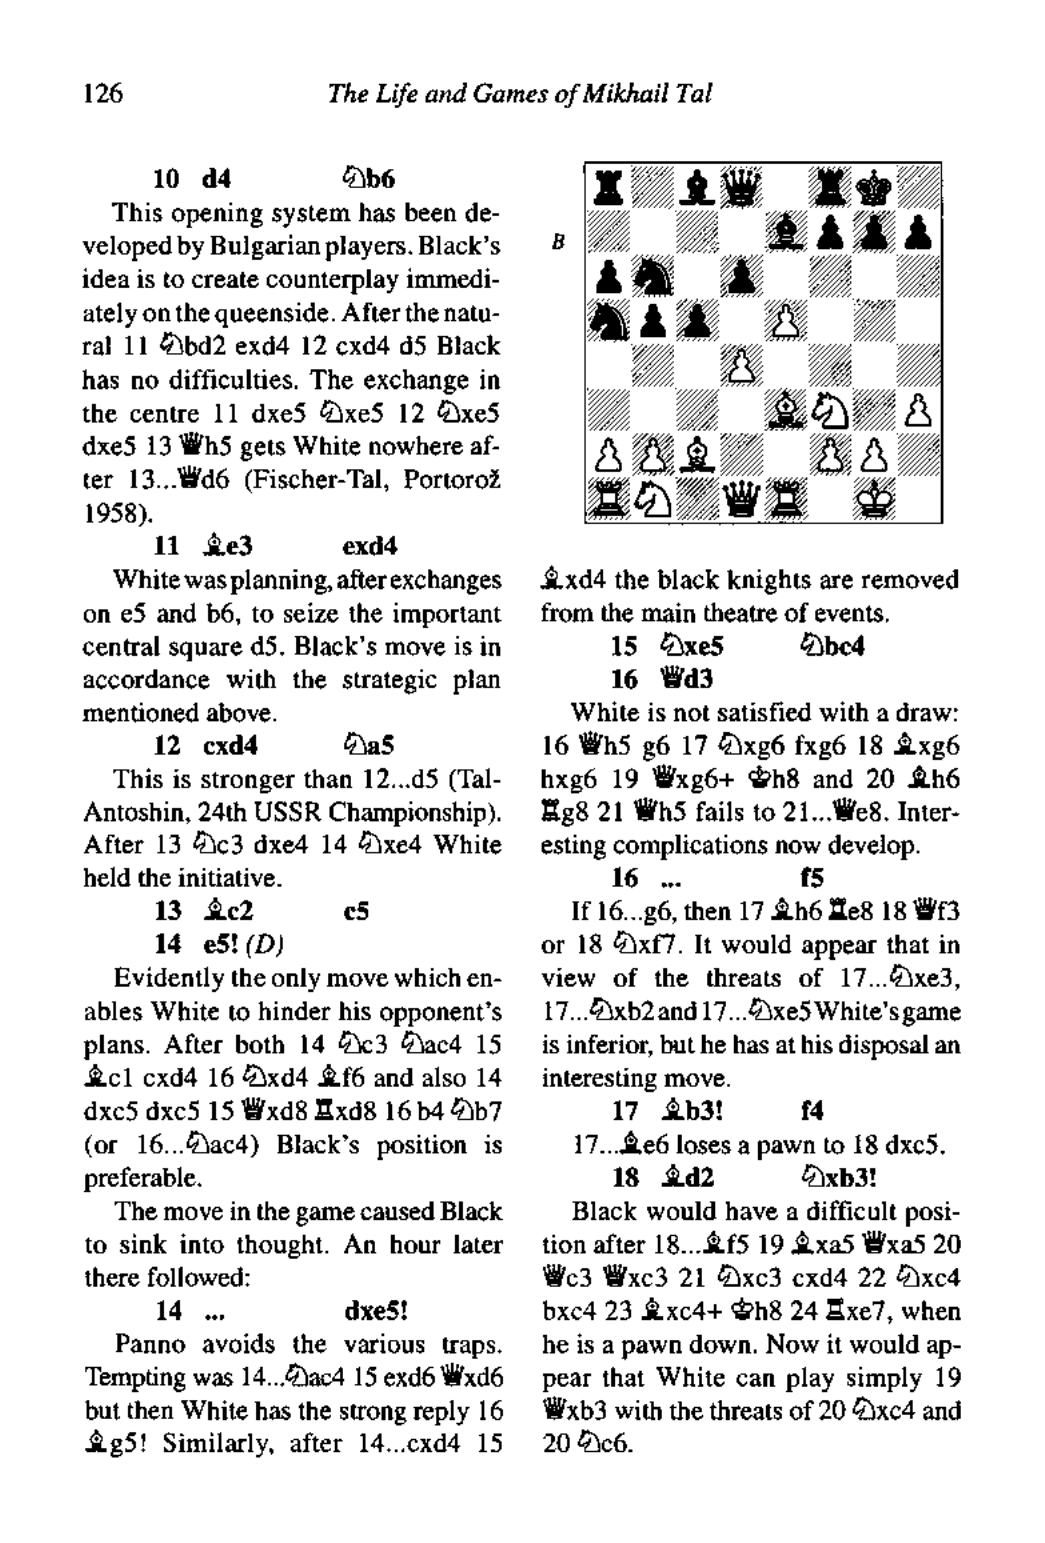 126
The Life and Games of Mikhail Tal
10 d4 ♘b6
This opening system has been de-
veloped by Bulgarian players. Black's
idea is to create counterplay immedi-
ately on the queenside. After the natu-
ral 11 ♘bd2 exd4 12 cxd4 d5 Black
has no difficulties. The exchange in
the centre 11 dxe5 ♘xe5 12 ♘xe5
dxe5 13 ♕h5 gets White nowhere af-
ter 13...♕d6 (Fischer-Tal, Portorož
1958).
11 ♗e3 exd4
White was planning, after exchanges
on e5 and b6, to seize the important
central square d5. Black's move is in
accordance with the strategic plan
mentioned above.
12 cxd4 ♘a5
This is stronger than 12...d5 (Tal-
Antoshin, 24th USSR Championship).
After 13 ♘c3 dxe4 14 ♘xe4 White
held the initiative.
13 ♗c2 c5
14 e5! (D)
Evidently the only move which en-
ables White to hinder his opponent's
plans. After both 14 ♘c3 ♘ac4 15
♗c1 cxd4 16 ♘xd4 ♗f6 and also 14
dxc5 dxc5 15 ♕xd8 ♖xd8 16 b4 ♘b7
(or 16...♘ac4) Black's position is
preferable.
The move in the game caused Black
to sink into thought. An hour later
there followed:
14 ... dxe5!
Panno avoids the various traps.
Tempting was 14...♘ac4 15 exd6 ♕xd6
but then White has the strong reply 16
♗g5! Similarly, after 14...cxd4 15
B
♗xd4 the black knights are removed
from the main theatre of events.
15 ♘xe5 ♘bc4
16 ♕d3
White is not satisfied with a draw:
16 ♕h5 g6 17 ♘xg6 fxg6 18 ♗xg6
hxg6 19 ♕xg6+ ♔h8 and 20 ♗h6
♖g8 21 ♕h5 fails to 21...♕e8. Inter-
esting complications now develop.
16 ... f5
If 16...g6, then 17 ♗h6 ♖e8 18 ♕f3
or 18 ♘xf7. It would appear that in
view of the threats of 17...♘xe3,
17...♘xb2 and 17...♘xe5 White's game
is inferior, but he has at his disposal an
interesting move.
17 ♗b3! f4
17...♗e6 loses a pawn to 18 dxc5.
18 ♗d2 ♘xb3!
Black would have a difficult posi-
tion after 18...♗f5 19 ♗xa5 ♕xa5 20
♕c3 ♕xc3 21 ♘xc3 cxd4 22 ♘xc4
bxc4 23 ♗xc4+ ♔h8 24 ♖xe7, when
he is a pawn down. Now it would ap-
pear that White can play simply 19
♕xb3 with the threats of 20 ♘xc4 and
20 ♘c6.